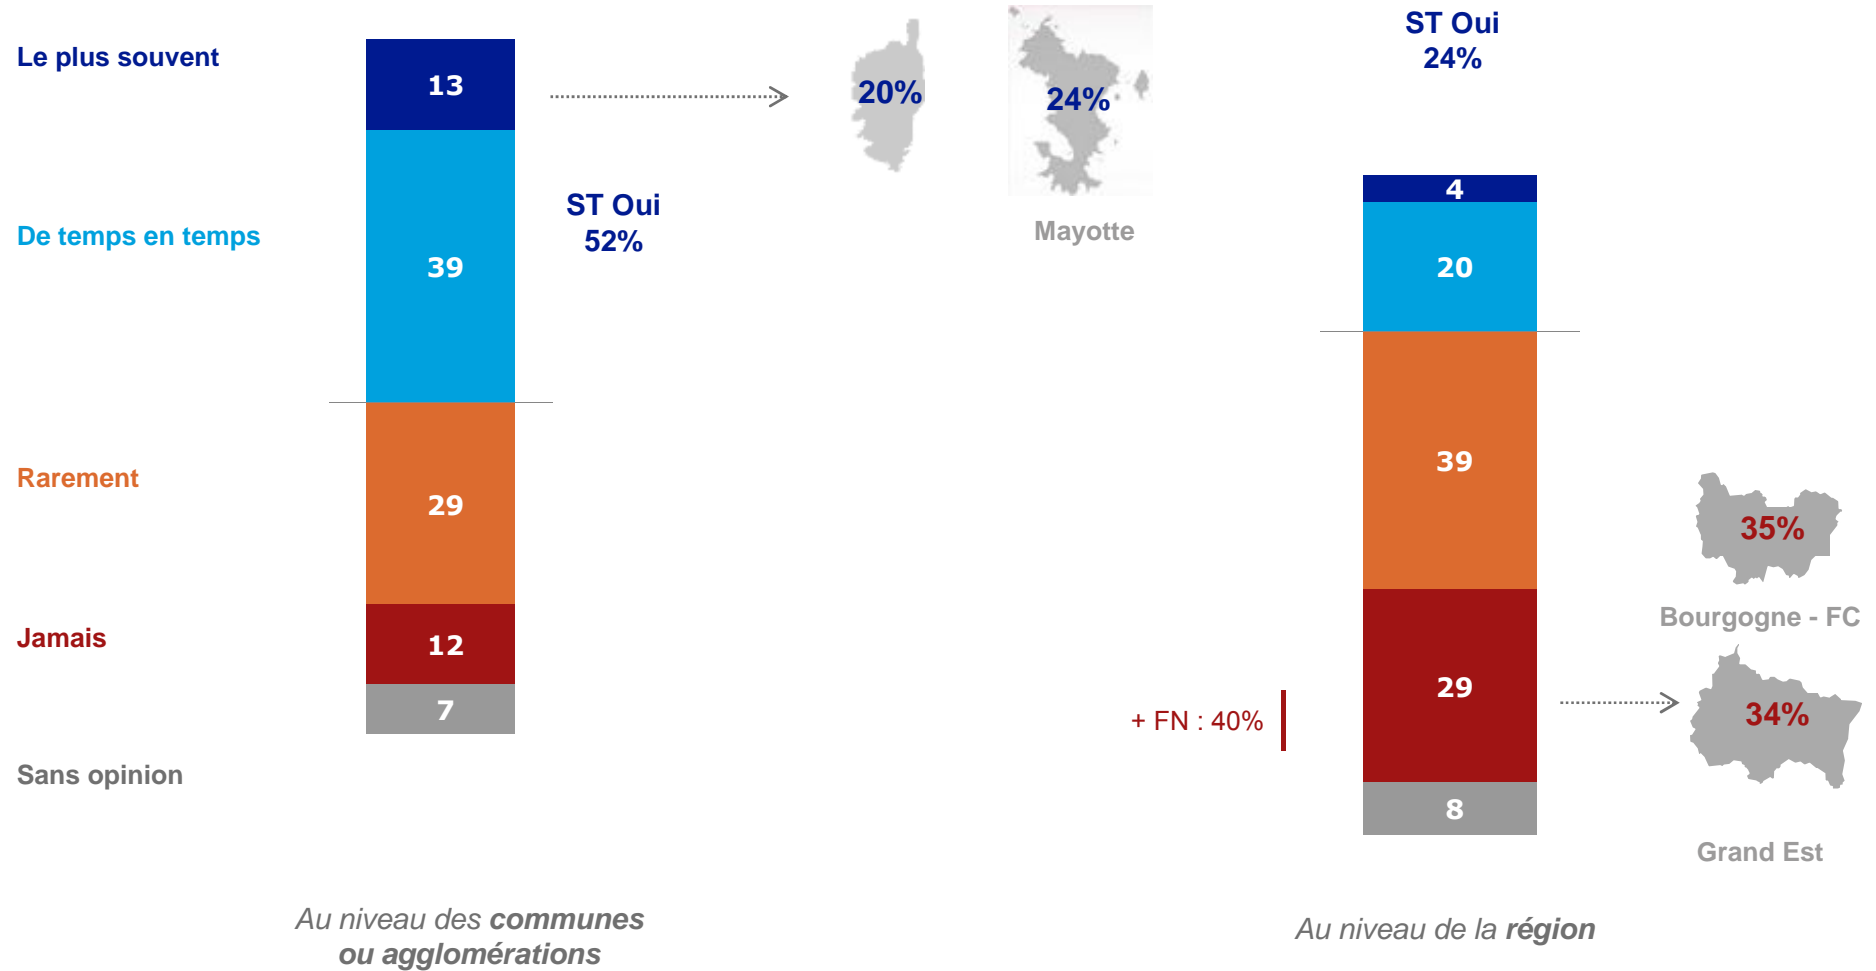 Le plus souvent
De temps en temps
Rarement
Jamais
Sans opinion
13
39
29
12
7
ST Oui
52%
20%
24%
Mayotte
Au niveau des communes
ou agglomérations
ST Oui
24%
4
20
39
29
8
+ FN : 40%
35%
Bourgogne - FC
34%
Grand Est
Au niveau de la région